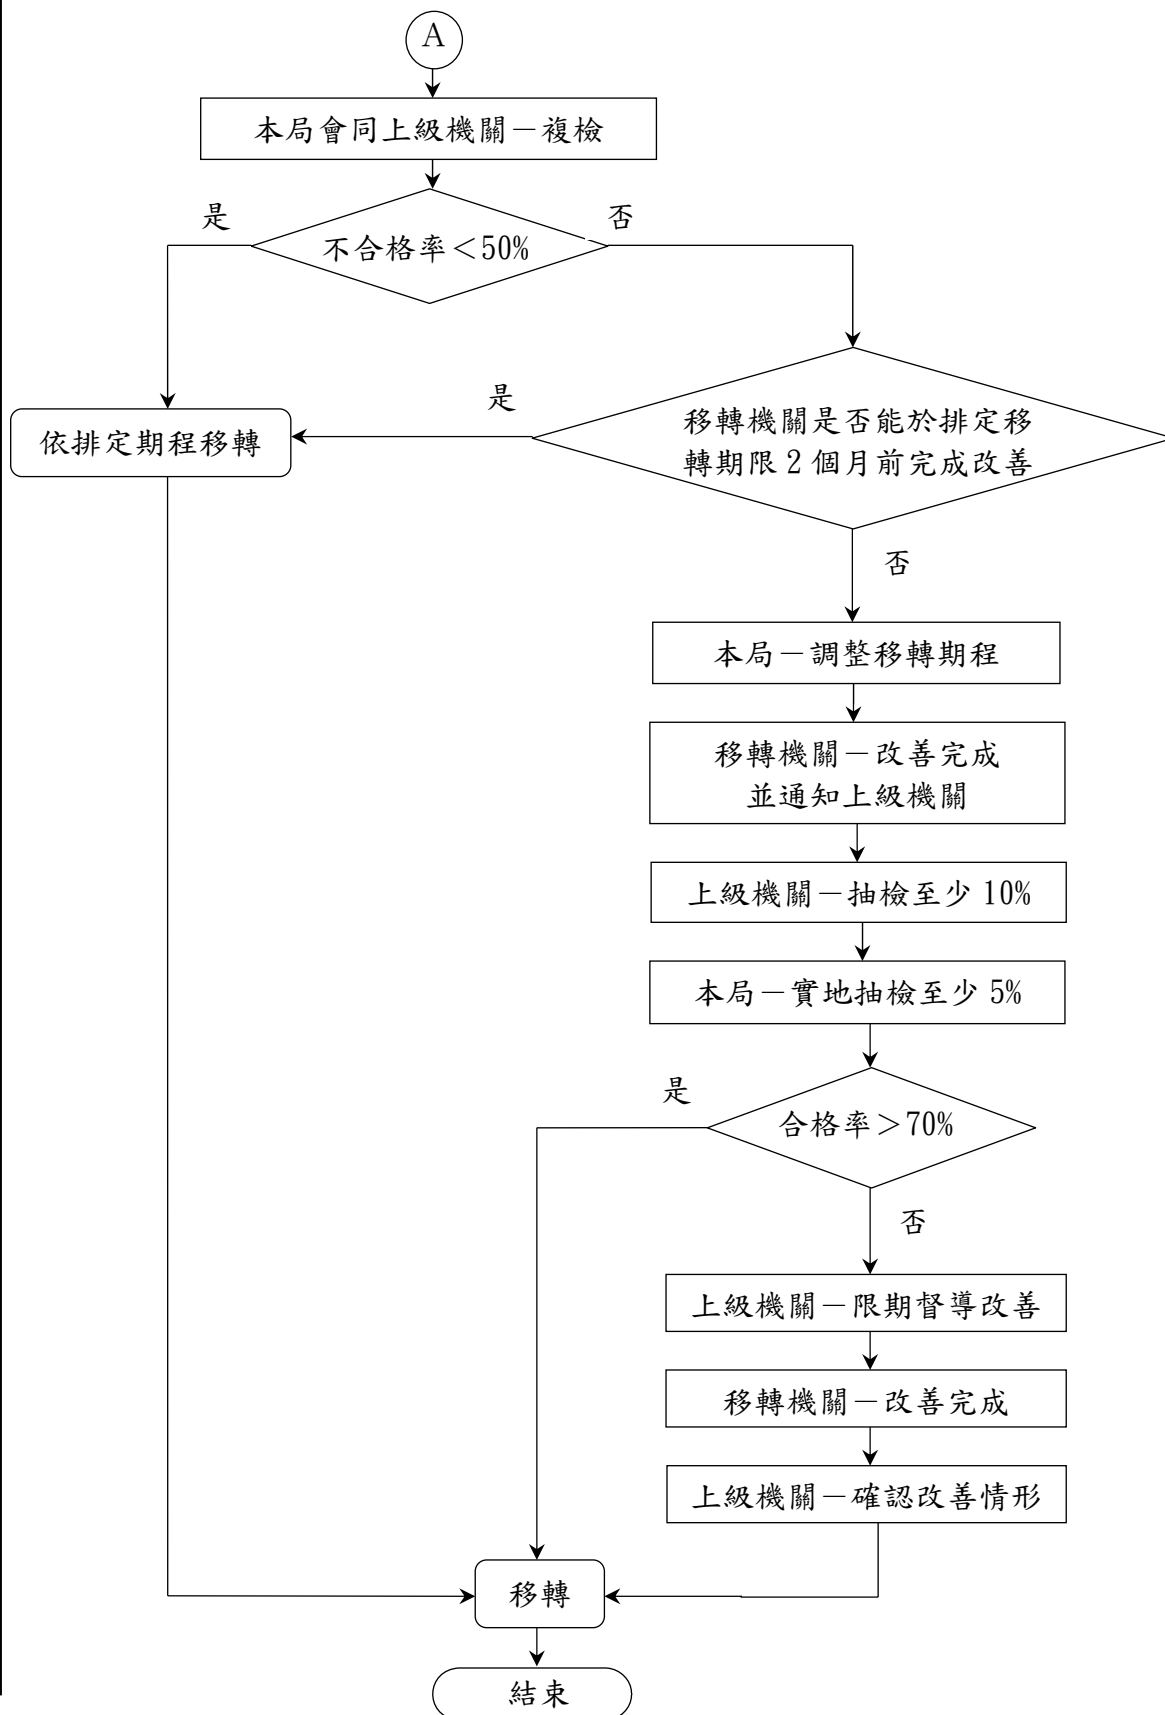 A
本局會同上級機關－複檢
是
否
不合格率＜50%
是
移轉機關是否能於排定移
轉期限 2 個月前完成改善
依排定期程移轉
否
本局－調整移轉期程
移轉機關－改善完成
並通知上級機關
上級機關－抽檢至少 10%
本局－實地抽檢至少 5%
是
合格率＞70%
否
上級機關－限期督導改善
移轉機關－改善完成
上級機關－確認改善情形
移轉
結束